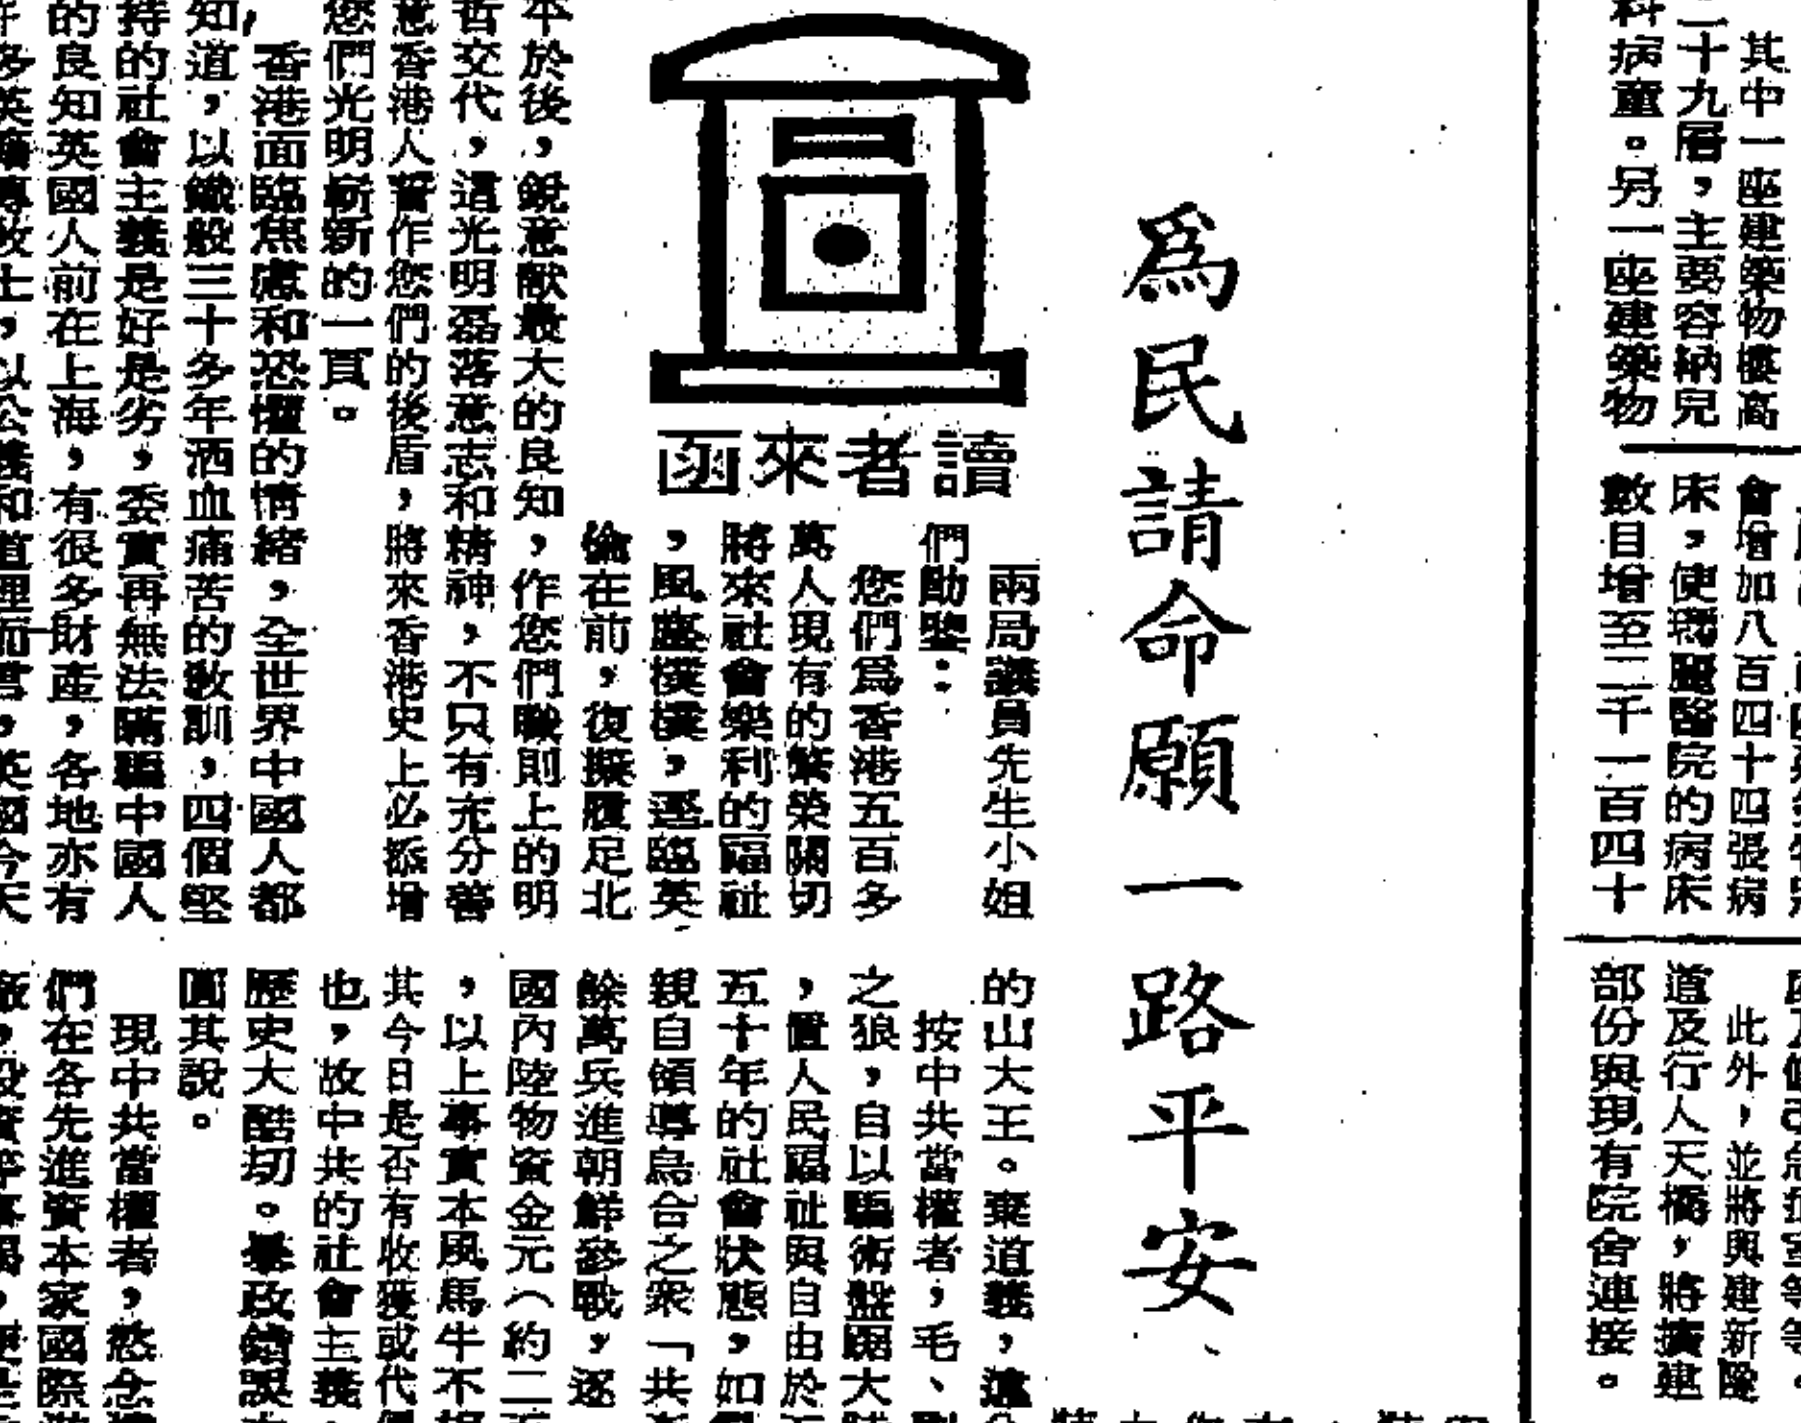 其中一座建築物樓高
二十九層，主要容納兒
科病童。另一座建築物
會增加八百四十四張病
床，使瑪麗醫院的病床
數目增至二千一百四十
此外，並將興建新隧
道及行人天橋，將擴建
部份與現有院舍連接。
爲民請命願一路平安
讀者來函
兩局議員先生小姐
們勛鑒：
您們爲香港五百多
萬人現有的繁榮關切
將來社會樂利的福祉
，風塵撲撲，遝臨英
倫在前，復擬履足北
平於後，銳意献最大的良知，作您們職則上的明
哲交代，這光明磊落意志和精神，不只有充分善
意香港人誓作您們的後盾，將來香港史上必添增
您們光明嶄新的一頁。
香港面臨焦慮和恐懼的情緒，全世界中國人都
知道，以鐵般三十多年洒血痛苦的教訓，四個堅
持的社會主義是好是劣，委實再無法瞞騙中國人
的良知英國人前在上海，有很多財產，各地亦有
的山大王。棄道義，
按中共當權者，毛、
之狼，自以騙術盤踞大
，置人民福祉與自由於
五十年的社會狀態，如
親自領導烏合之衆「共
餘萬兵進朝鮮參戰，逐
國內陸物資金元（約二
，以上事實本風馬牛不
其今日是否有收獲或代
也，故中共的社會主義，
歷史大酷刧。暴政錯誤
圓其說。
現中共當權者，愁念
們在各先進資本家國際